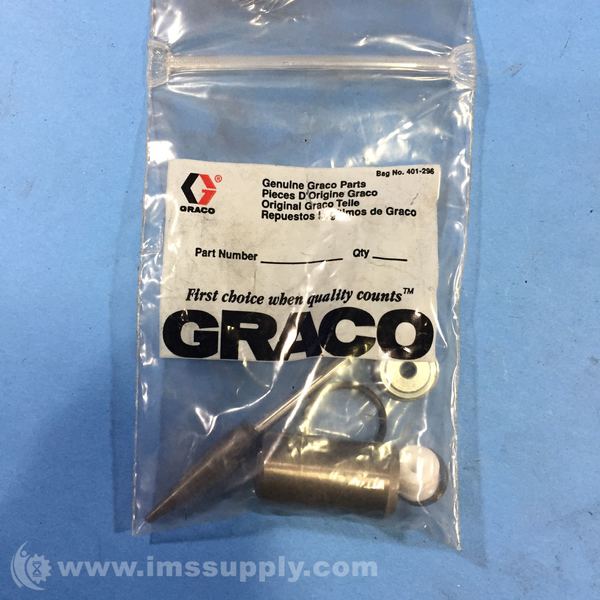 Bag No. 401-296
GRACO
Genuine Graco Parts
Pieces D'Origine Graco
Original Graco Teile
Repuestos de Graco
Part Number Qty
First choice when quality counts™
GRACO
www.imssupply.com